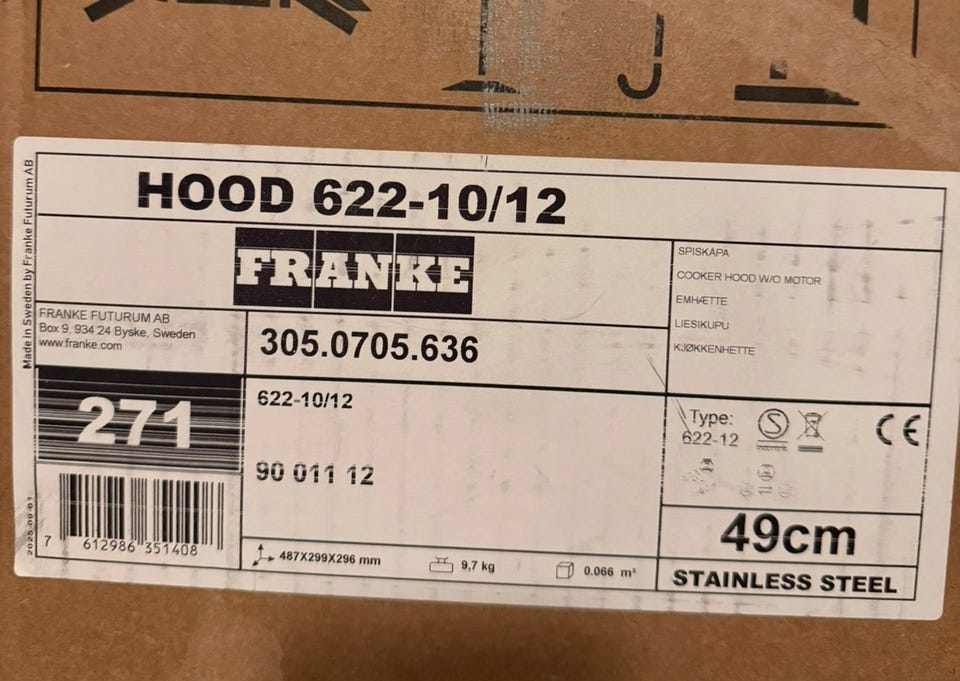 HOOD 622-10/12
FRANKE
Made in Sweden by Franke Futurum AB
FRANKE FUTURUM AB
Box 9, 934 24 Byske, Sweden
www.franke.com
305.0705.636
SPISKÅPA
COOKER HOOD W/O MOTOR
EMHÆTTE
LIESIKUPU
KJØKKENHETTE
271
622-10/12
90 011 12
Type:
622-12
S
CE
7 612986 351408
487X299X296 mm
9,7 kg
0.066 m³
49cm
STAINLESS STEEL